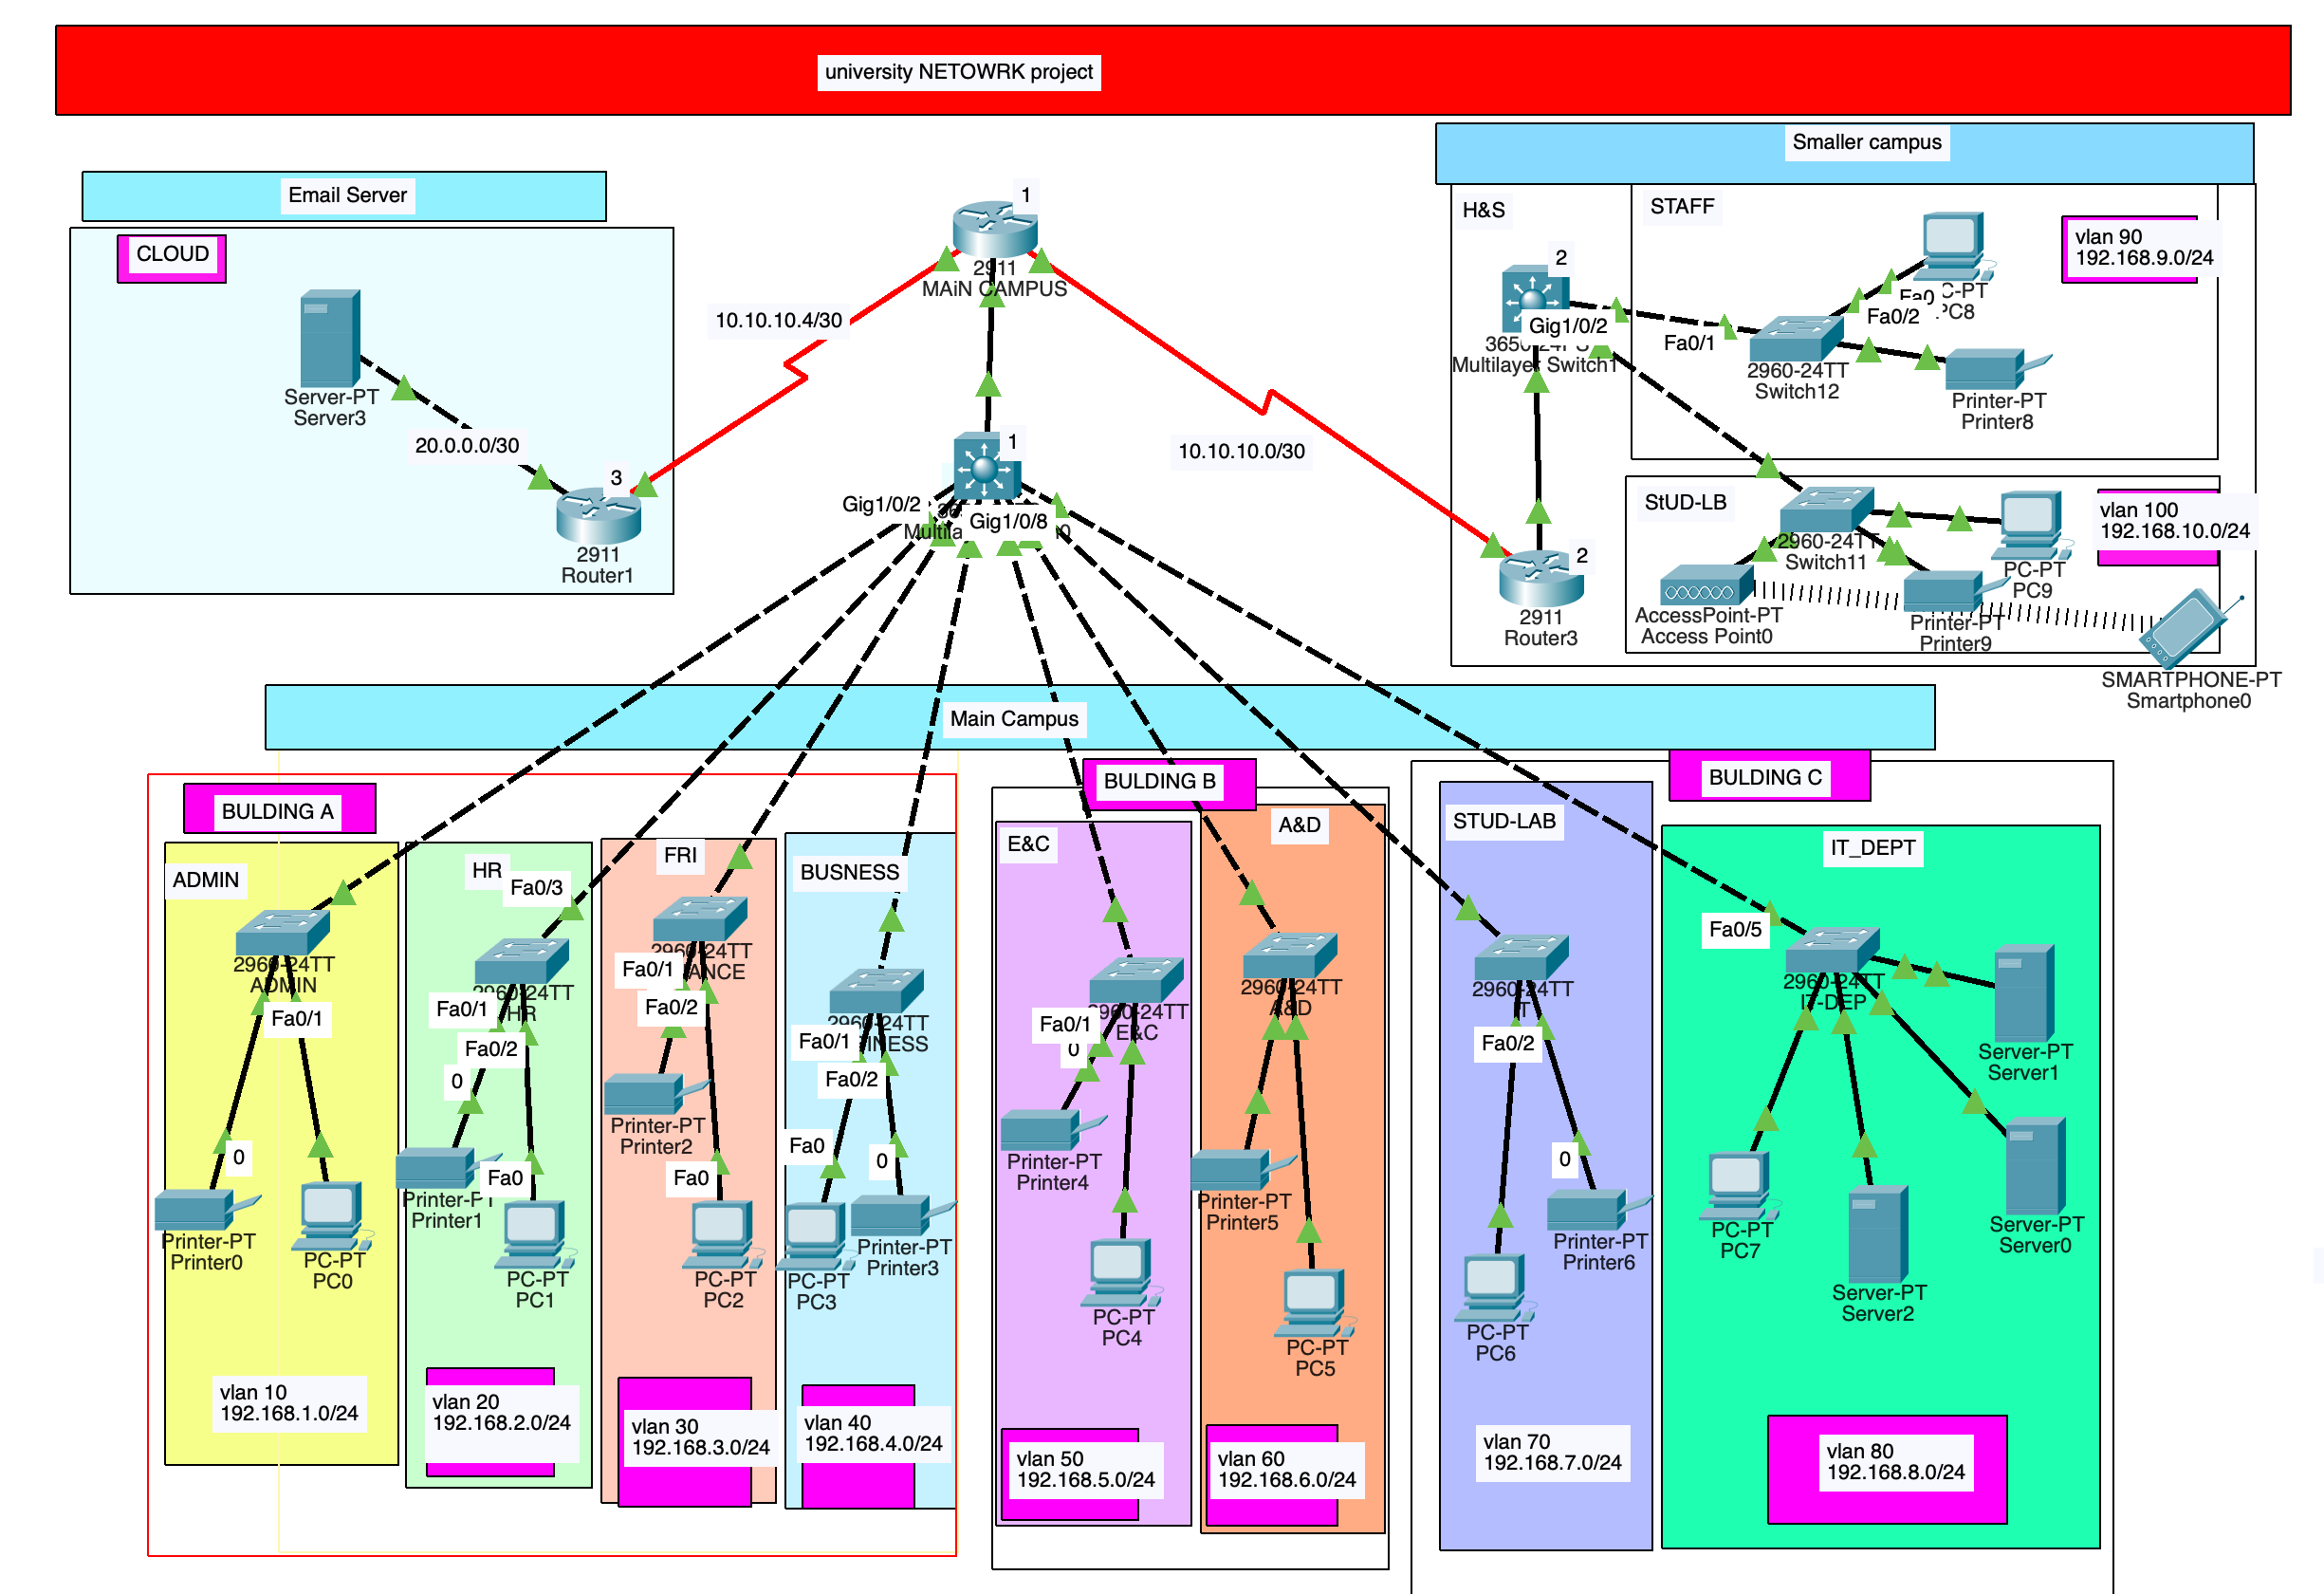 university NETOWRK project
Smaller campus
Email Server
CLOUD
Server-PT
Server3
20.0.0.0/30
3
2911
Router1
10.10.10.4/30
1
2911
MAiN CAMPUS
10.10.10.0/30
1
Gig1/0/2
Gig1/0/8
H&S
2
Gig1/0/2
Multilayer Switch1
2
2911
Router3
STAFF
vlan 90
192.168.9.0/24
Fa0
PC8
Fa0/2
Fa0/1
2960-24TT
Switch12
Printer-PT
Printer8
StUD-LB
vlan 100
192.168.10.0/24
2960-24TT
Switch11
PC-PT
PC9
AccessPoint-PT
Access Point0
Printer-PT
Printer9
SMARTPHONE-PT
Smartphone0
Main Campus
BULDING A
ADMIN
2960-24TT
ADMIN
Fa0/1
0
Printer-PT
Printer0
PC-PT
PC0
vlan 10
192.168.1.0/24
HR
Fa0/3
2960-24TT
HR
Fa0/1
Fa0/2
0
Fa0
Printer-PT
Printer1
PC-PT
PC1
vlan 20
192.168.2.0/24
FRI
2960-24TT
Fa0/1
Fa0/2
Printer-PT
Printer2
Fa0
PC-PT
PC2
vlan 30
192.168.3.0/24
BUSNESS
2960-24TT
Fa0/1
Fa0/2
Fa0
0
PC-PT
PC3
Printer-PT
Printer3
vlan 40
192.168.4.0/24
BULDING B
E&C
2960-24TT
E&C
Fa0/1
0
Printer-PT
Printer4
PC-PT
PC4
vlan 50
192.168.5.0/24
A&D
2960-24TT
A&D
Printer-PT
Printer5
PC-PT
PC5
vlan 60
192.168.6.0/24
BULDING C
STUD-LAB
2960-24TT
Fa0/2
0
Printer-PT
Printer6
PC-PT
PC6
vlan 70
192.168.7.0/24
IT_DEPT
Fa0/5
2960-24TT
IT-DEP
Server-PT
Server1
PC-PT
PC7
Server-PT
Server0
Server-PT
Server2
vlan 80
192.168.8.0/24